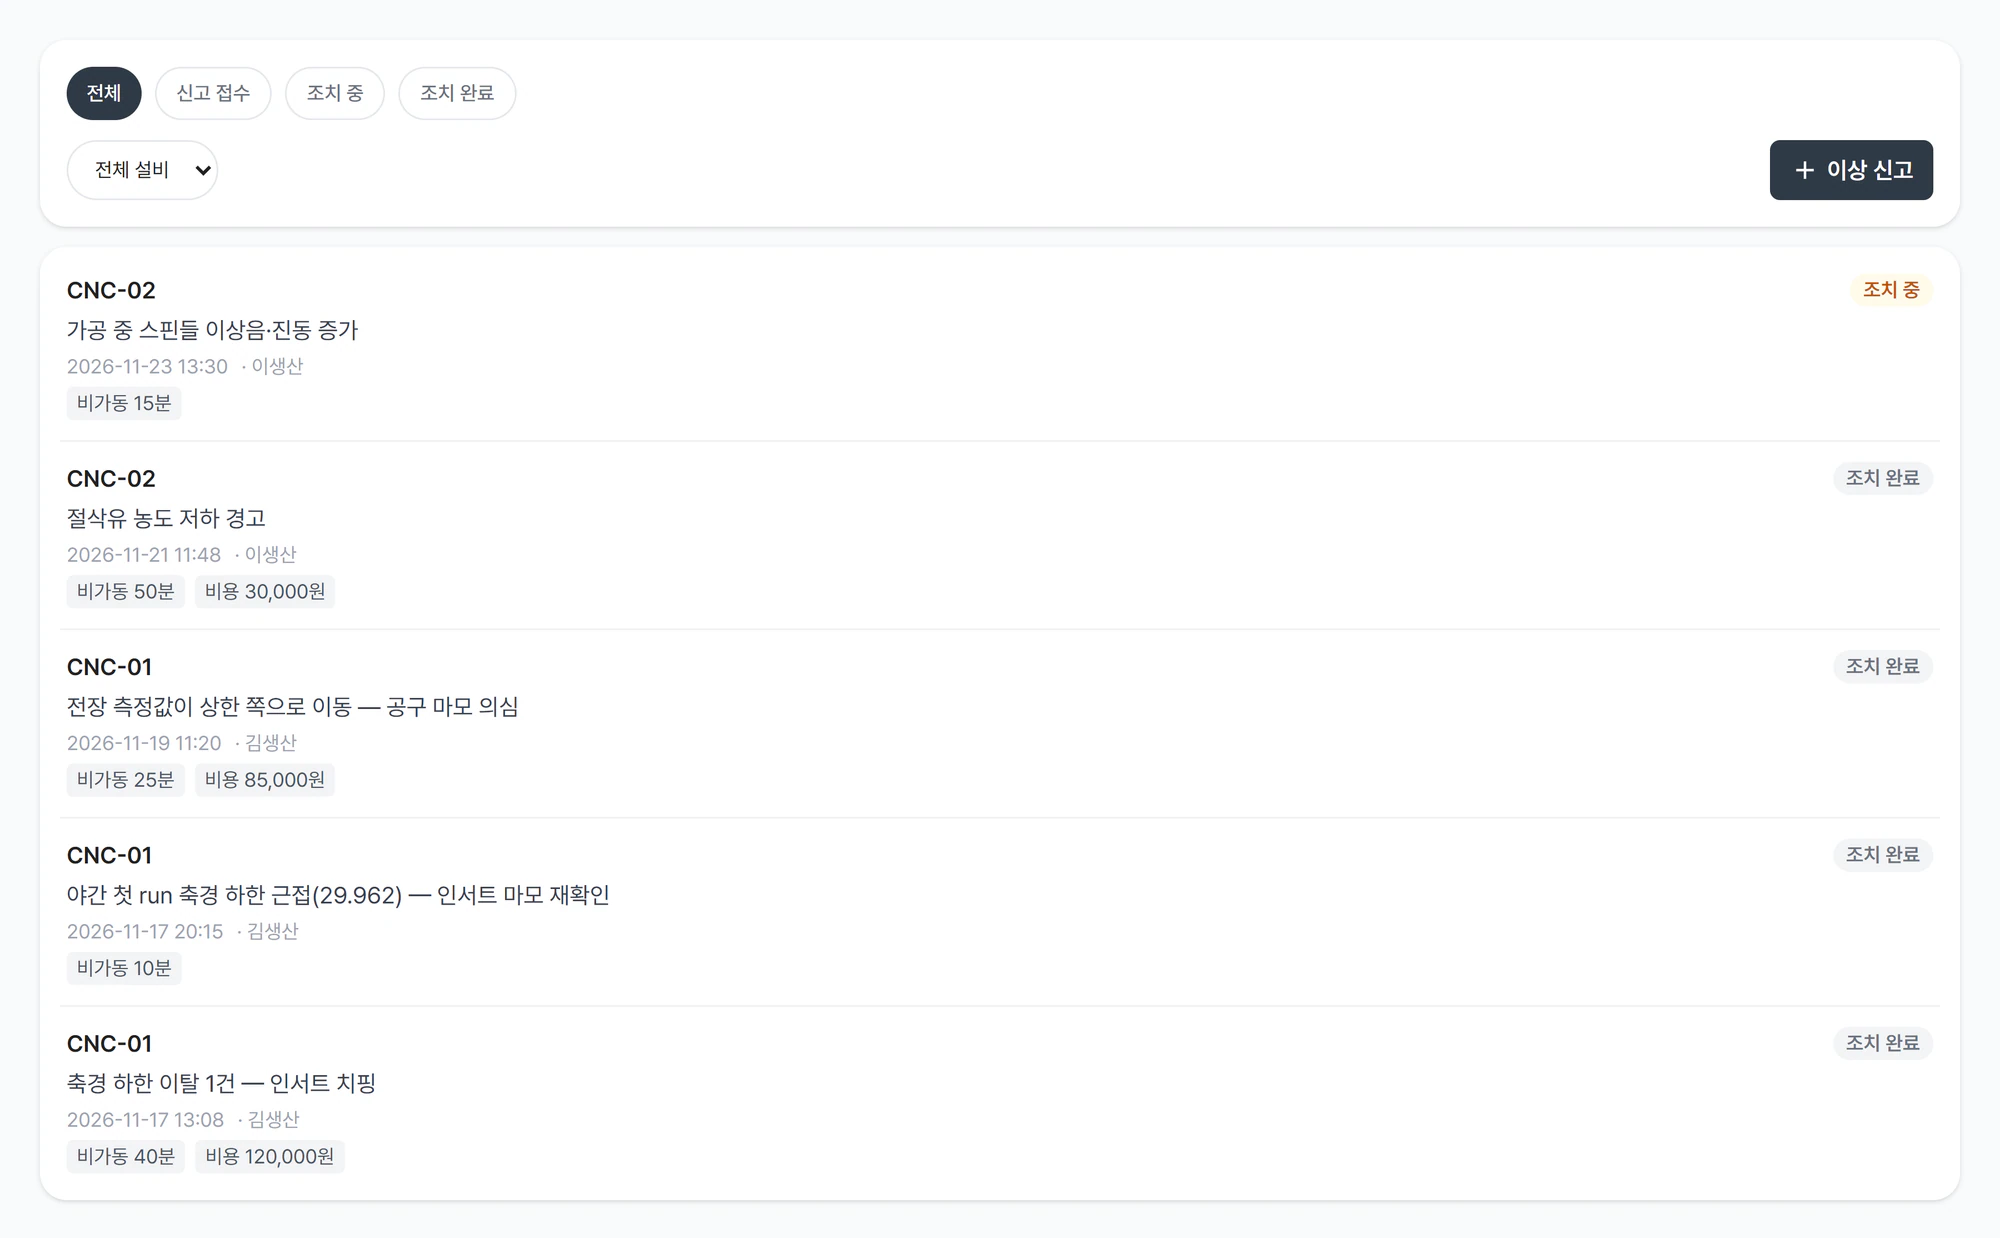 전체 신고 접수 조치 중 조치 완료
전체 설비 + 이상 신고
CNC-02 조치 중
가공 중 스핀들 이상음·진동 증가
2026-11-23 13:30 · 이생산
비가동 15분
CNC-02 조치 완료
절삭유 농도 저하 경고
2026-11-21 11:48 · 이생산
비가동 50분 비용 30,000원
CNC-01 조치 완료
전장 측정값이 상한 쪽으로 이동 — 공구 마모 의심
2026-11-19 11:20 · 김생산
비가동 25분 비용 85,000원
CNC-01 조치 완료
야간 첫 run 축경 하한 근접(29.962) — 인서트 마모 재확인
2026-11-17 20:15 · 김생산
비가동 10분
CNC-01 조치 완료
축경 하한 이탈 1건 — 인서트 치핑
2026-11-17 13:08 · 김생산
비가동 40분 비용 120,000원